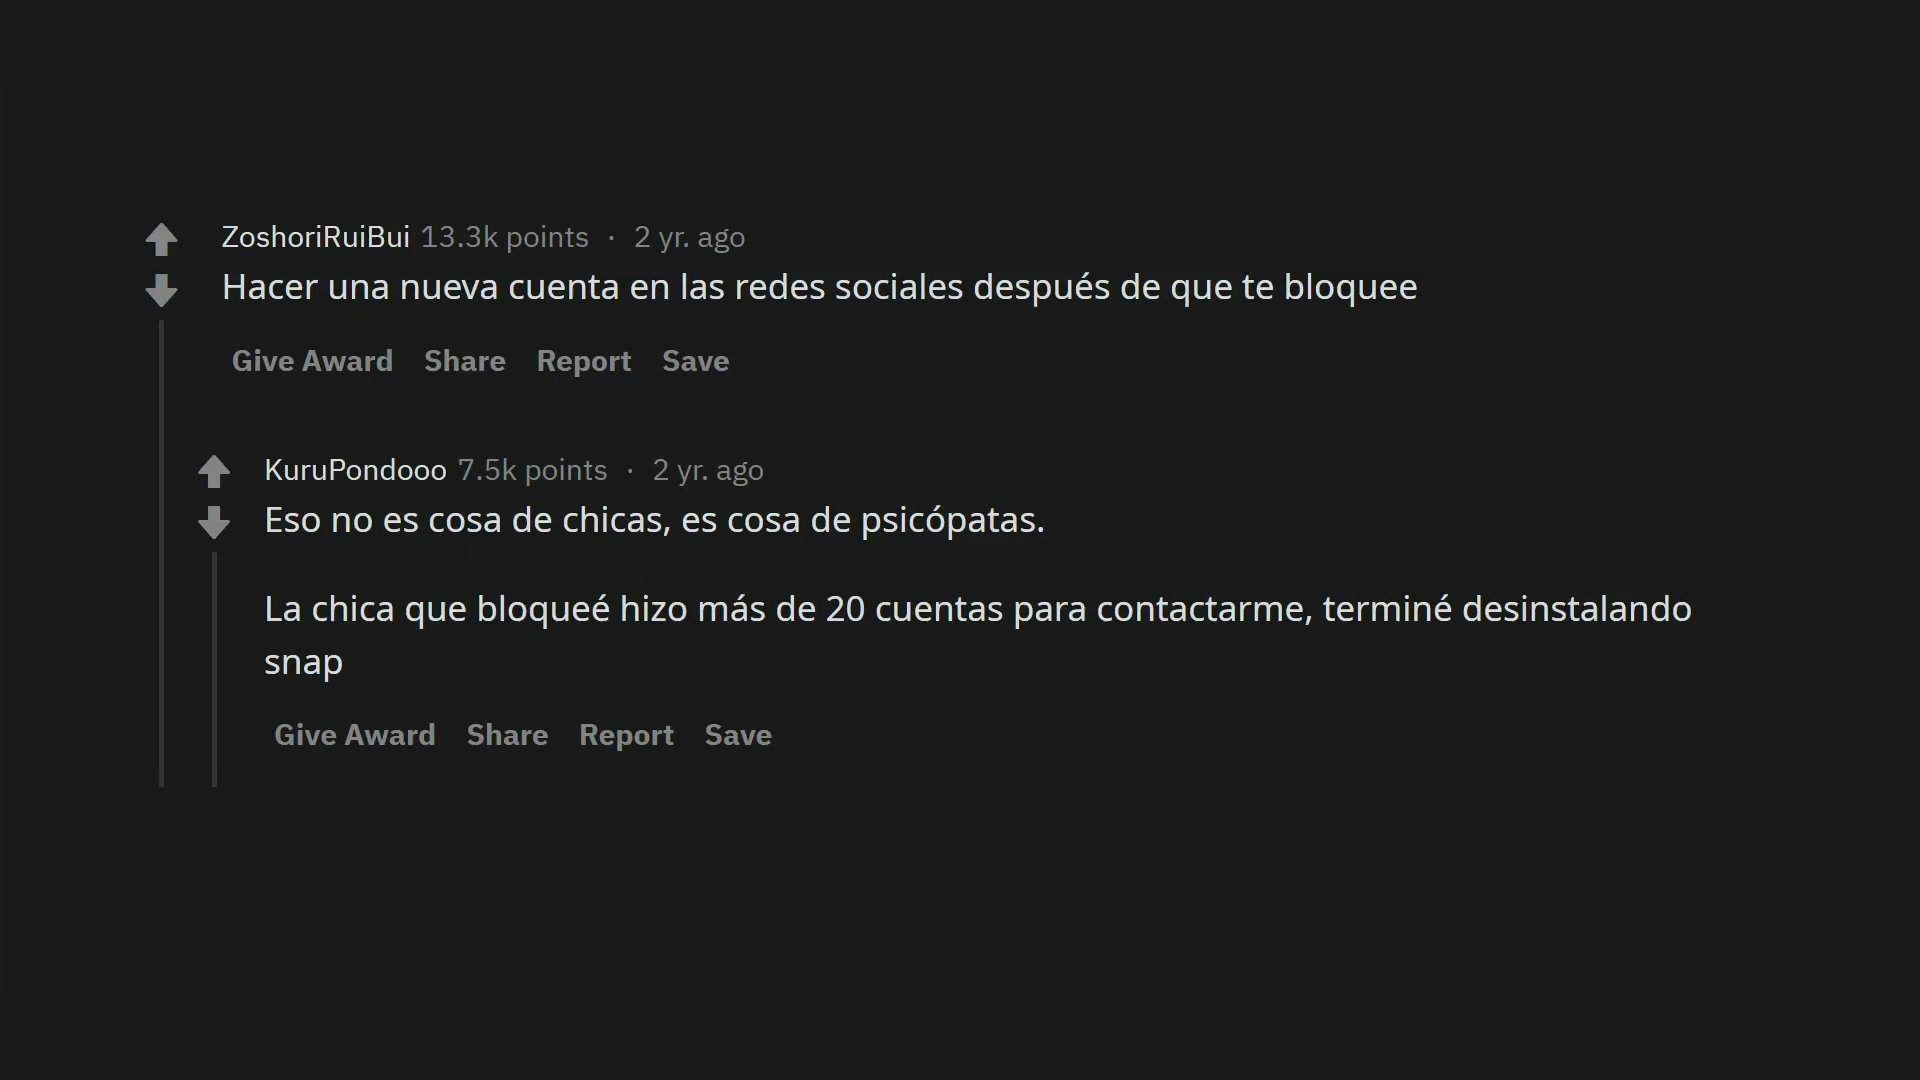 ZoshoriRuiBui 13.3k points · 2 yr. ago
Hacer una nueva cuenta en las redes sociales después de que te bloquee
Give Award Share Report Save
KuruPondooo 7.5k points · 2 yr. ago
Eso no es cosa de chicas, es cosa de psicópatas.
La chica que bloqueé hizo más de 20 cuentas para contactarme, terminé desinstalando
snap
Give Award Share Report Save